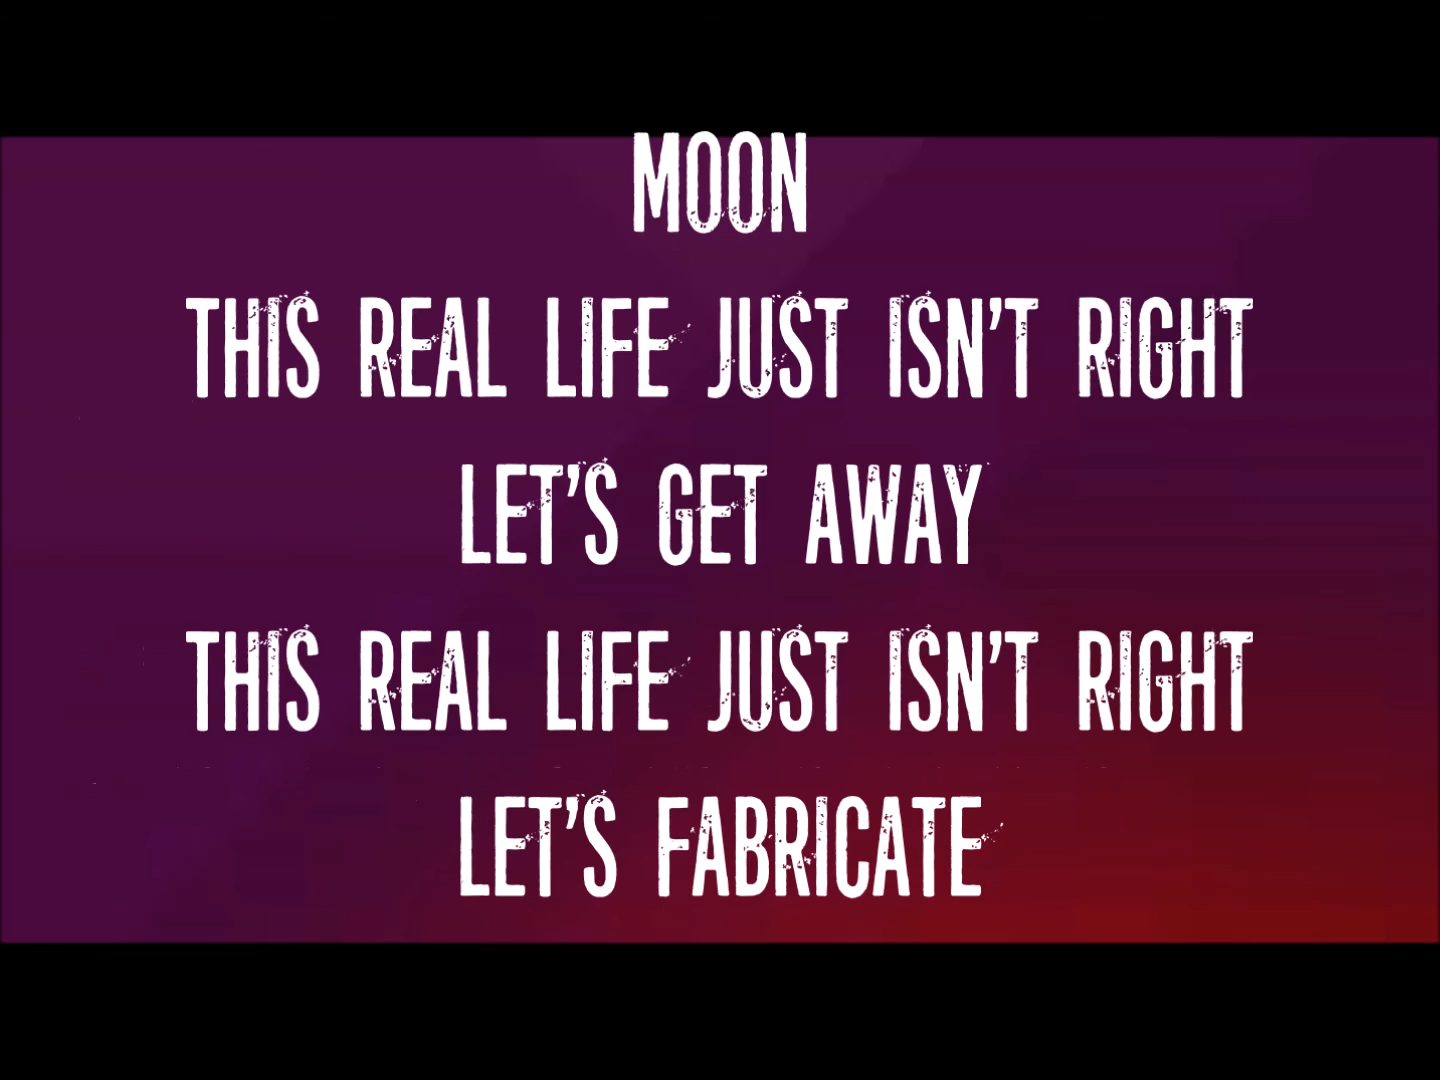 MOON
THIS REAL LIFE JUST ISN'T RIGHT
LET'S GET AWAY
THIS REAL LIFE JUST ISN'T RIGHT
LET'S FABRICATE